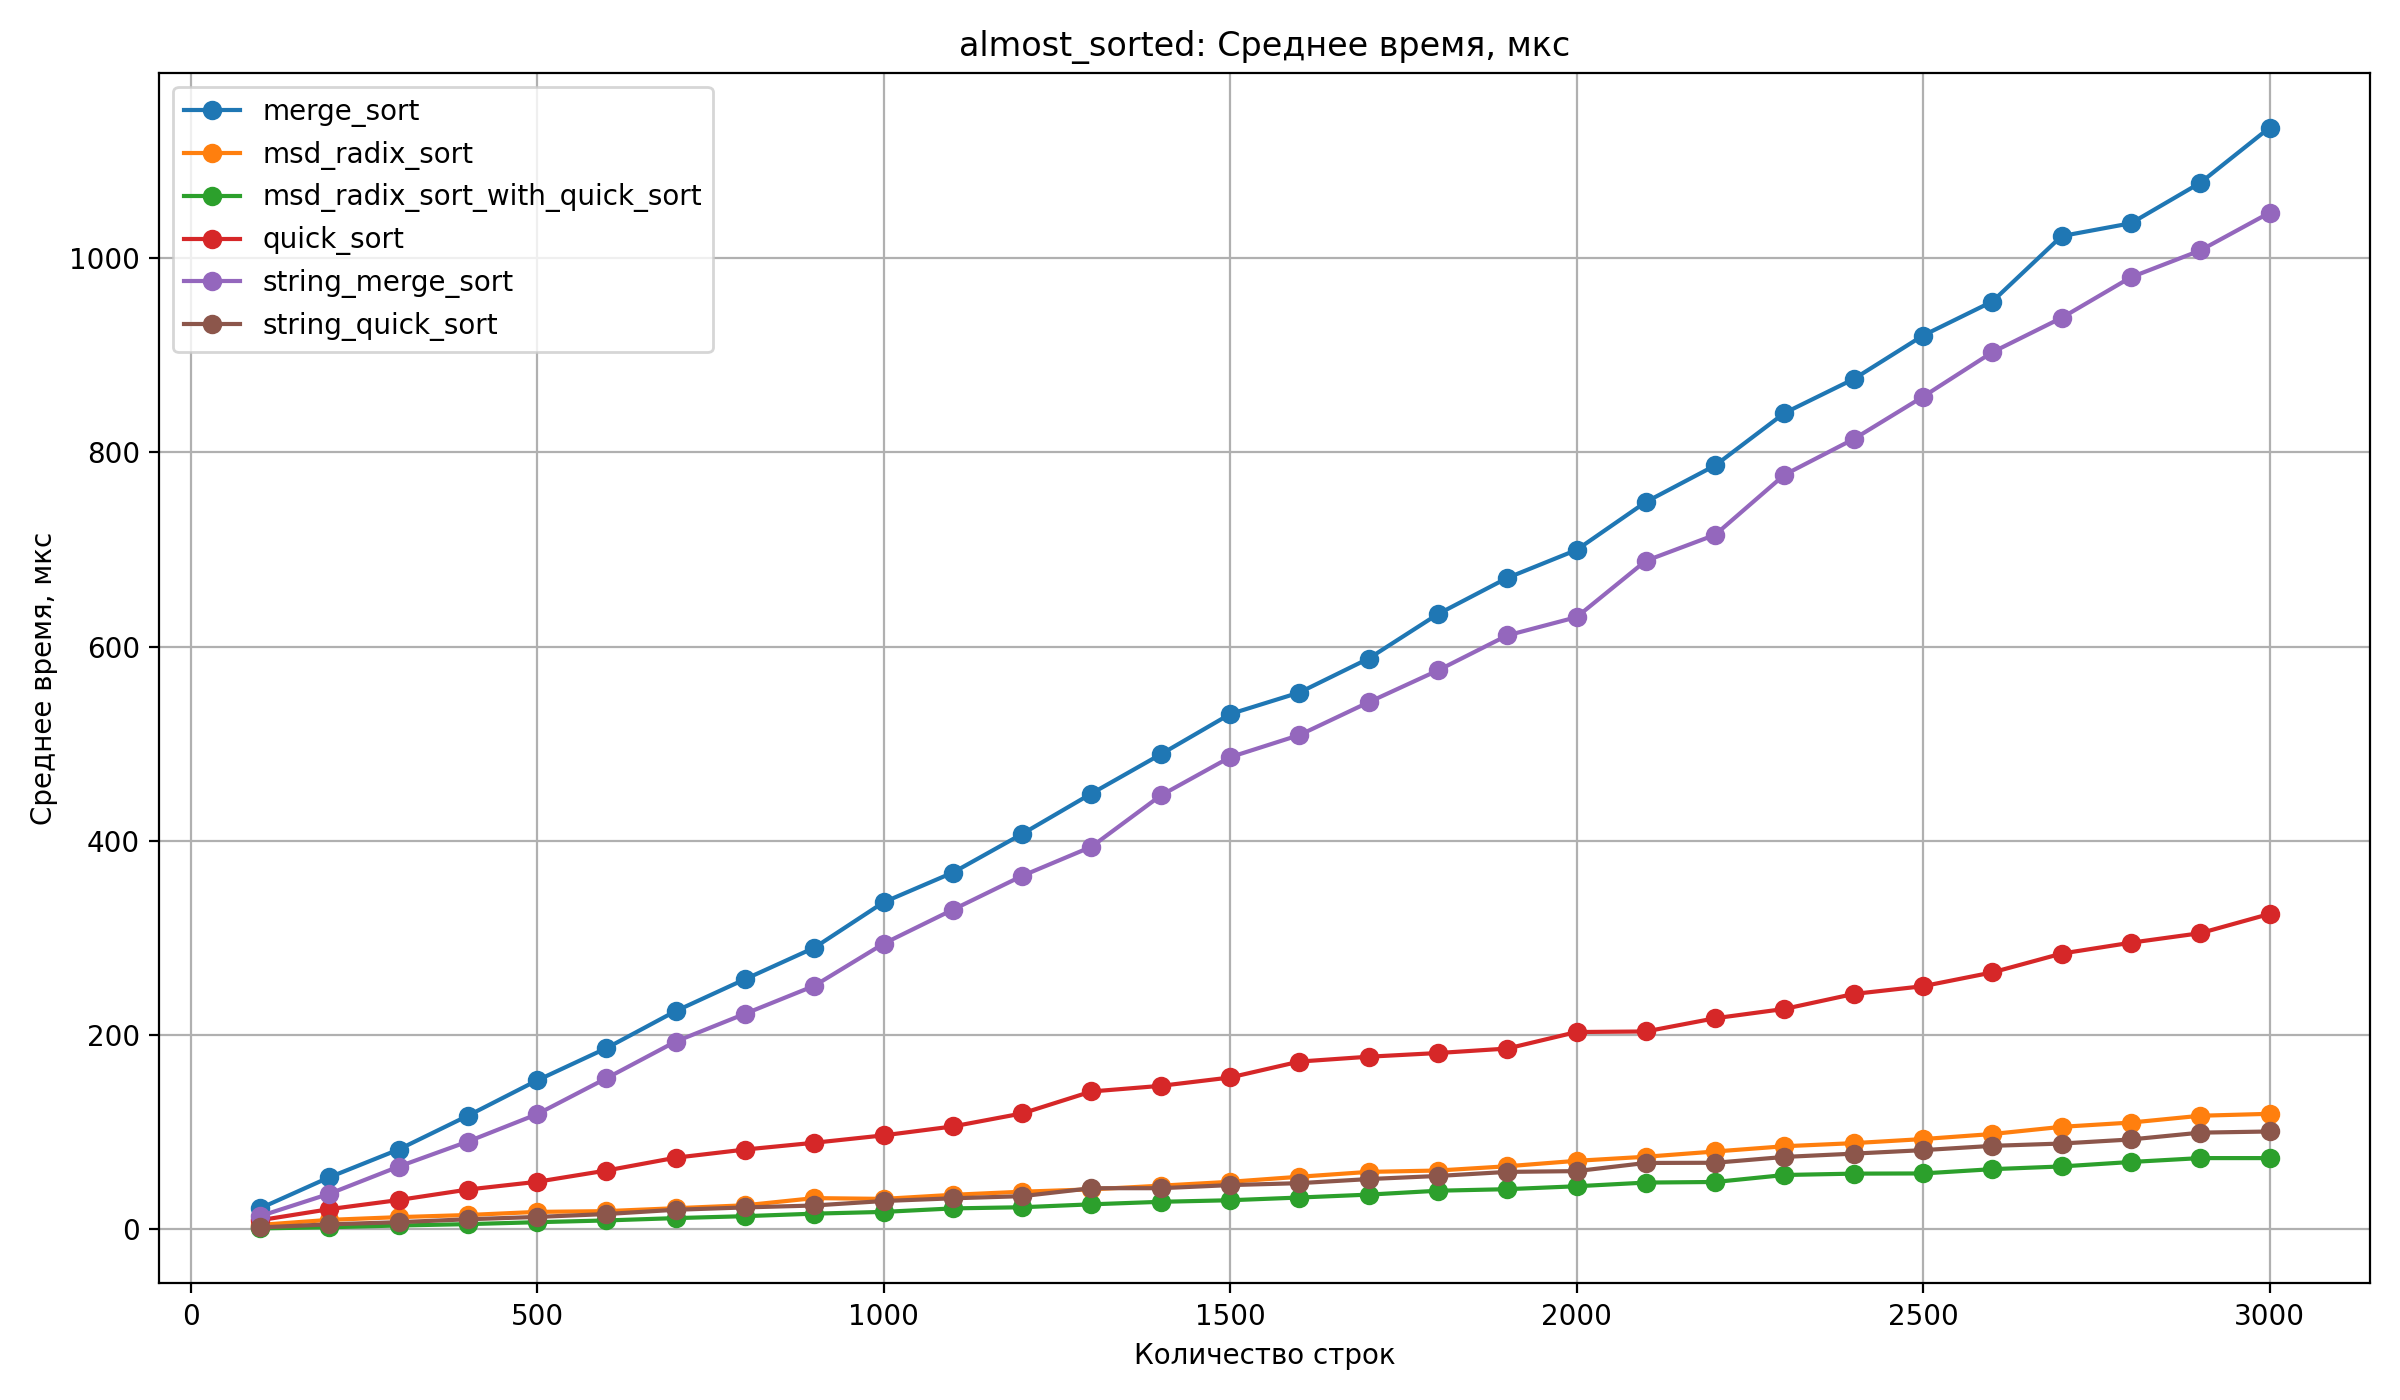 almost_sorted: Среднее время, мкс
merge_sort
msd_radix_sort
msd_radix_sort_with_quick_sort
quick_sort
string_merge_sort
string_quick_sort
Среднее время, мкс
1000
800
600
400
200
0
0 500 1000 1500 2000 2500 3000
Количество строк